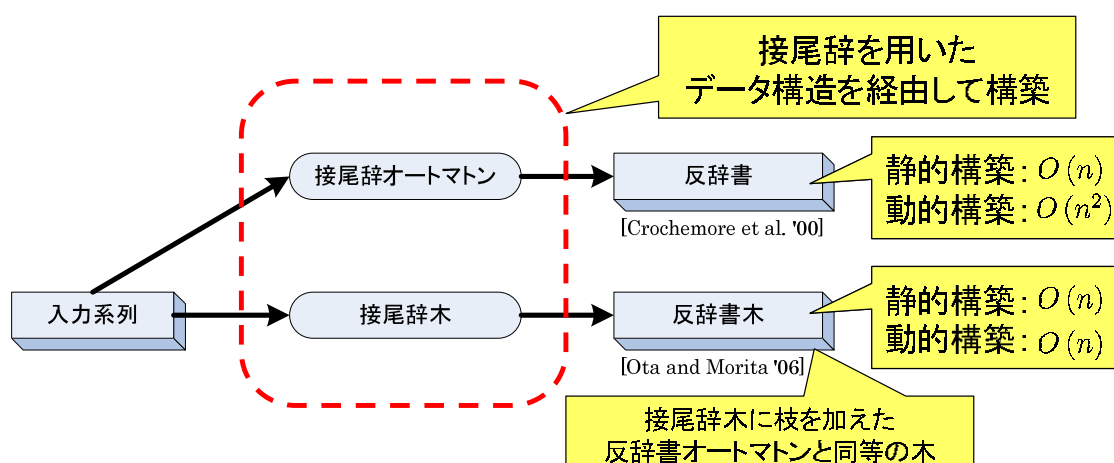 接尾辞を用いた
データ構造を経由して構築
接尾辞オートマトン
反辞書
静的構築: O(n)
動的構築: O(n²)
[Crochemore et al. '00]
入力系列
接尾辞木
反辞書木
静的構築: O(n)
動的構築: O(n)
[Ota and Morita '06]
接尾辞木に枝を加えた
反辞書オートマトンと同等の木